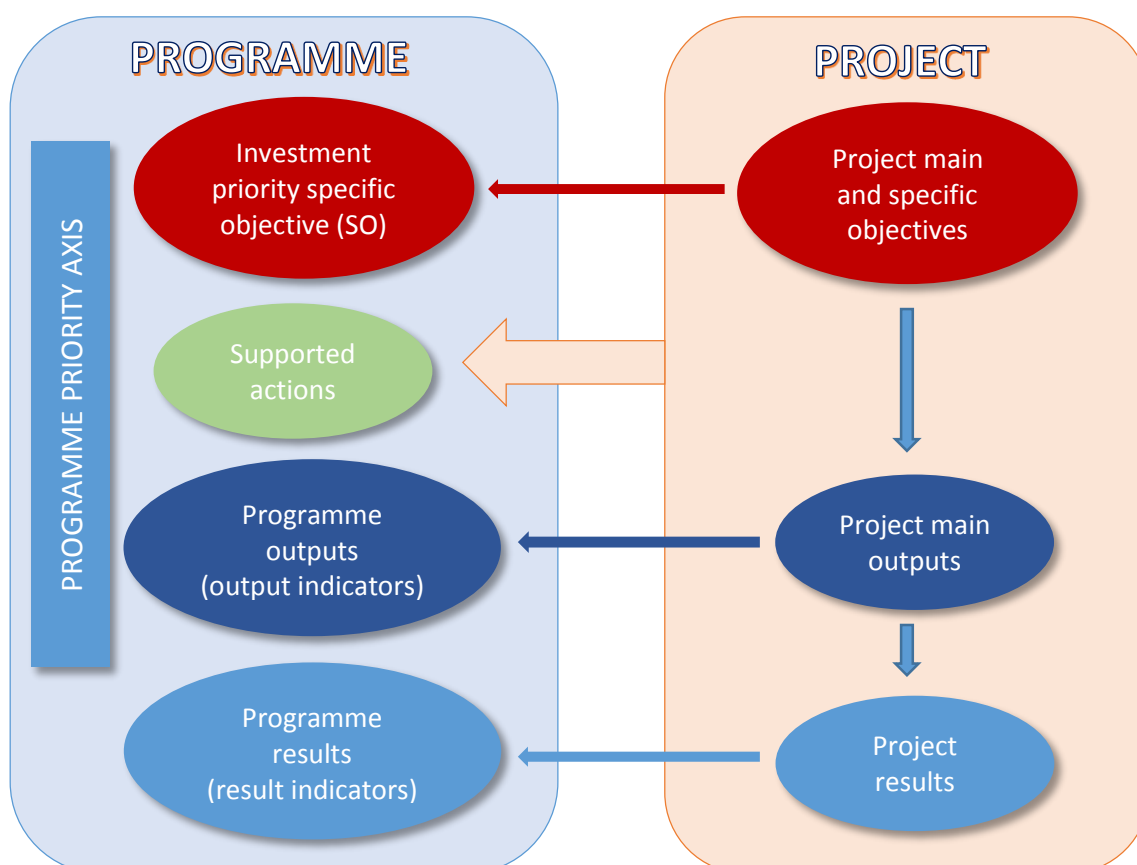 PROGRAMME
PROJECT
PROGRAMME PRIORITY AXIS
Investment
priority specific
objective (SO)
Project main
and specific
objectives
Supported
actions
Programme
outputs
(output indicators)
Project main
outputs
Programme
results
(result indicators)
Project
results